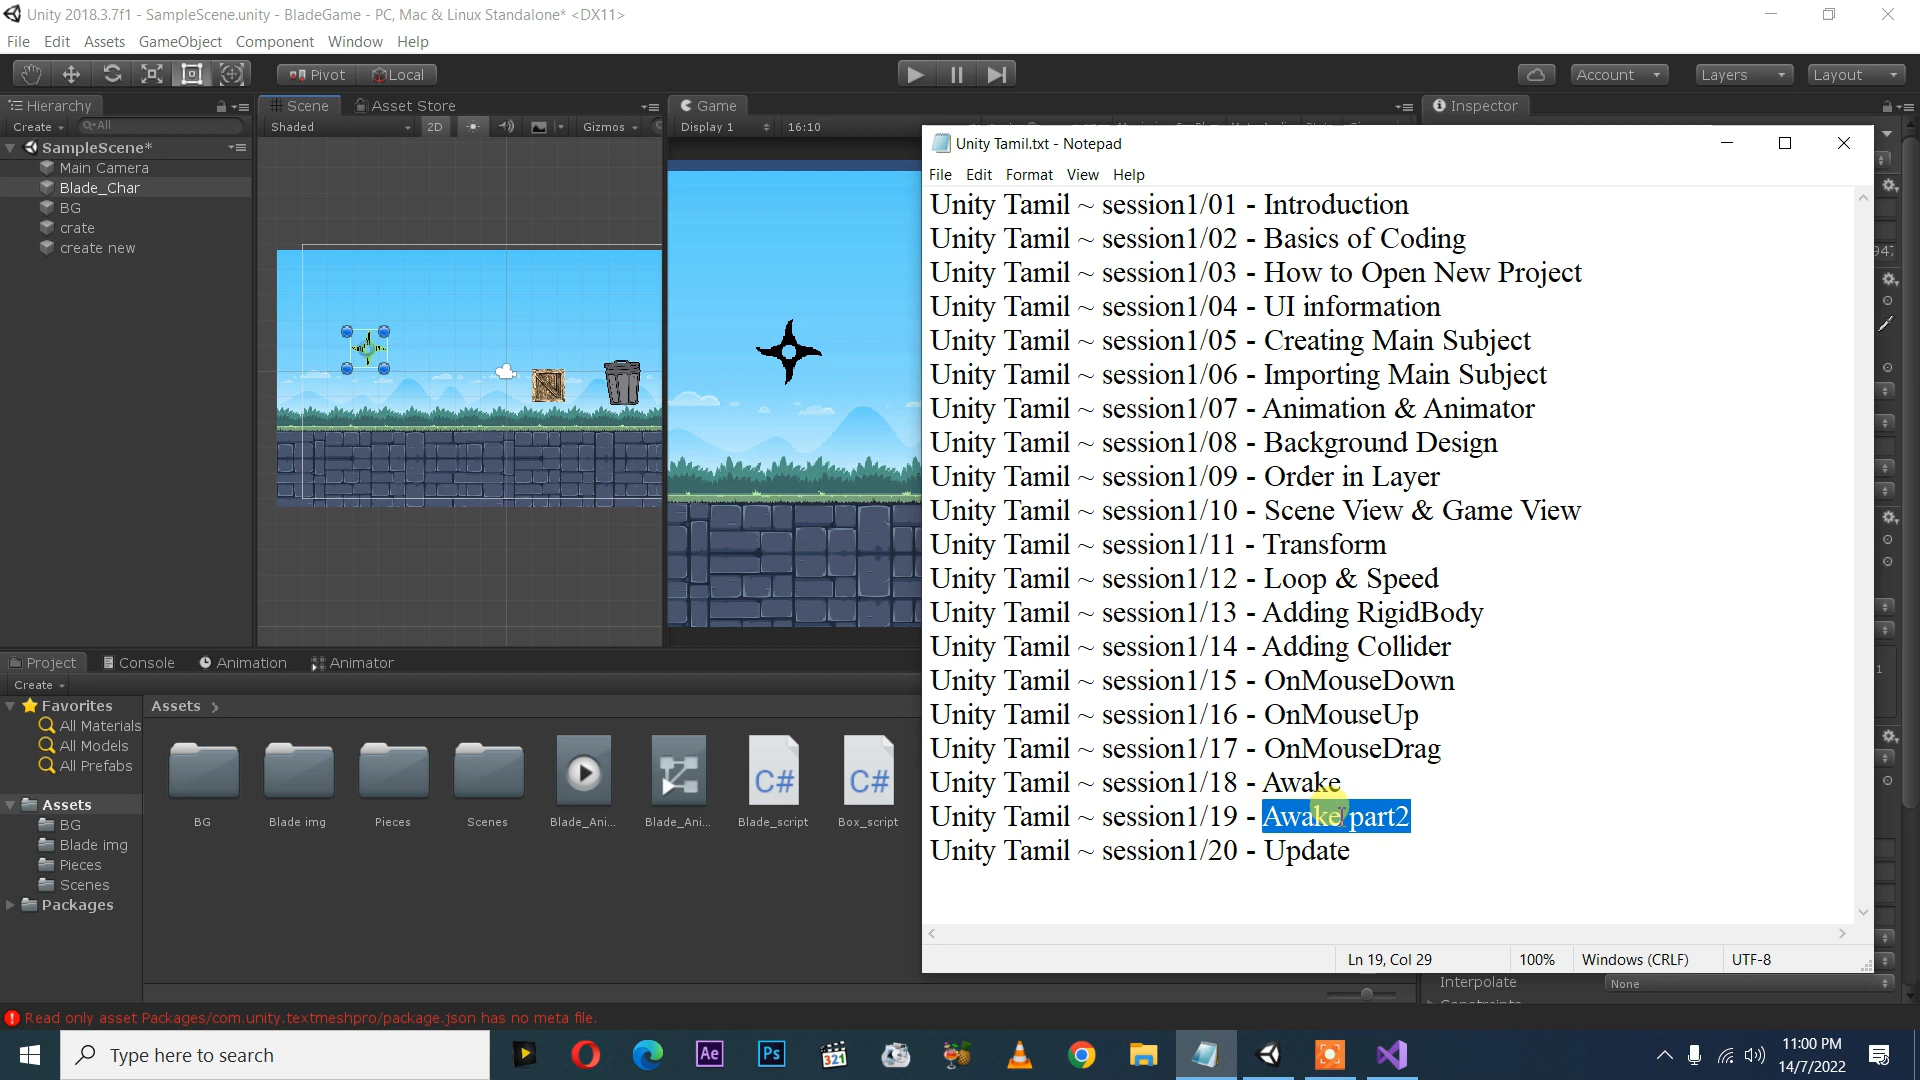 Unity 2018.3.7f1 - SampleScene.unity - BladeGame - PC, Mac & Linux Standalone* <DX11>
File Edit Assets GameObject Component Window Help
Pivot Local Account Layers Layout
Hierarchy Scene Asset Store Game Inspector
Create All Shaded 2D Gizmos Display 1 16:10
SampleScene*
Main Camera
Blade_Char
BG
crate
create new
Unity Tamil.txt - Notepad
File Edit Format View Help
Unity Tamil ~ session1/01 - Introduction
Unity Tamil ~ session1/02 - Basics of Coding
Unity Tamil ~ session1/03 - How to Open New Project
Unity Tamil ~ session1/04 - UI information
Unity Tamil ~ session1/05 - Creating Main Subject
Unity Tamil ~ session1/06 - Importing Main Subject
Unity Tamil ~ session1/07 - Animation & Animator
Unity Tamil ~ session1/08 - Background Design
Unity Tamil ~ session1/09 - Order in Layer
Unity Tamil ~ session1/10 - Scene View & Game View
Unity Tamil ~ session1/11 - Transform
Unity Tamil ~ session1/12 - Loop & Speed
Unity Tamil ~ session1/13 - Adding RigidBody
Unity Tamil ~ session1/14 - Adding Collider
Unity Tamil ~ session1/15 - OnMouseDown
Unity Tamil ~ session1/16 - OnMouseUp
Unity Tamil ~ session1/17 - OnMouseDrag
Unity Tamil ~ session1/18 - Awake
Unity Tamil ~ session1/19 - Awake part2
Unity Tamil ~ session1/20 - Update
Ln 19, Col 29 100% Windows (CRLF) UTF-8
Project Console Animation Animator
Create
Favorites
All Materials
All Models
All Prefabs
Assets
BG
Blade img
Pieces
Scenes
Packages
Assets
C# C#
BG Blade img Pieces Scenes Blade_Ani... Blade_Ani... Blade_script Box_script
Interpolate None
Read only asset Packages/com.unity.textmeshpro/package.json has no meta file.
Type here to search
Ae Ps 321
11:00 PM
14/7/2022